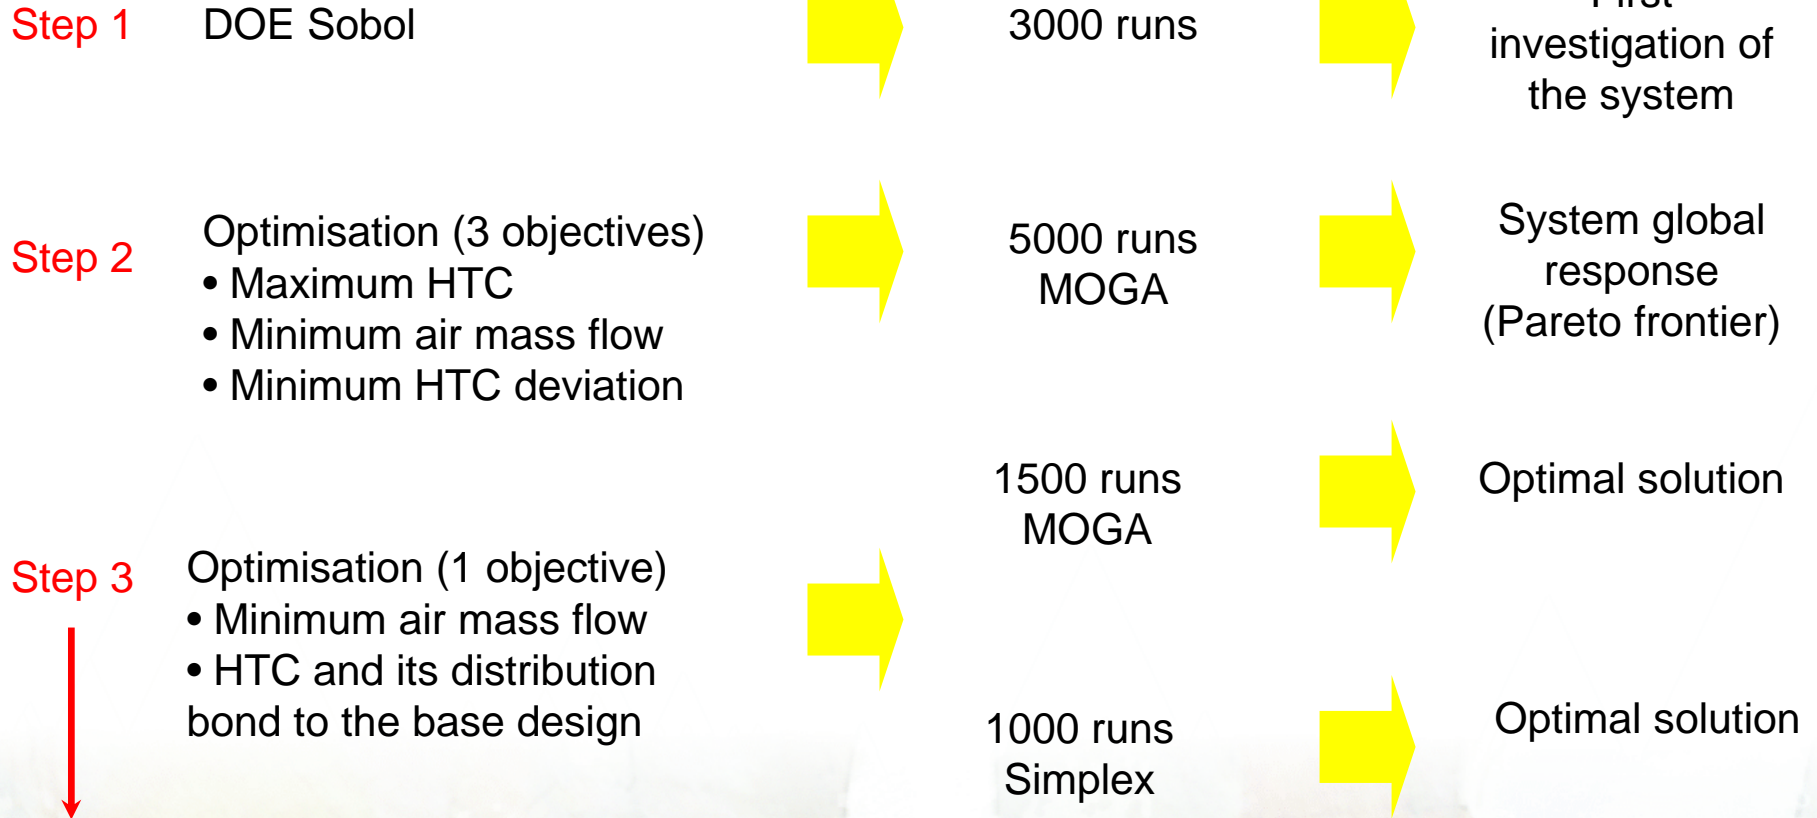 Step 1
DOE Sobol
3000 runs
First
investigation of
the system
Step 2
Optimisation (3 objectives)
• Maximum HTC
• Minimum air mass flow
• Minimum HTC deviation
5000 runs
MOGA
System global
response
(Pareto frontier)
Step 3
Optimisation (1 objective)
• Minimum air mass flow
• HTC and its distribution
bond to the base design
1500 runs
MOGA
Optimal solution
1000 runs
Simplex
Optimal solution